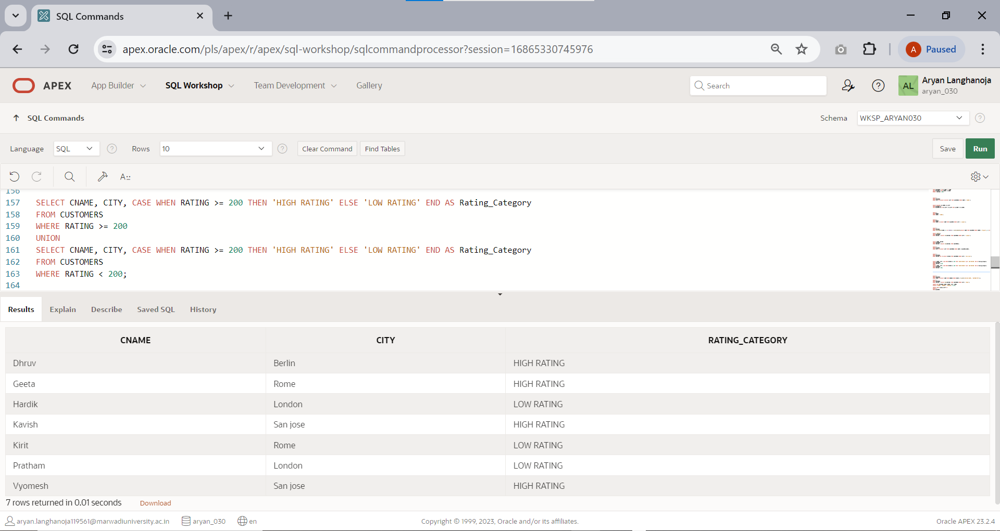 SQL Commands
apex.oracle.com/pls/apex/r/apex/sql-workshop/sqlcommandprocessor?session=16865330745976
A Paused
APEX App Builder SQL Workshop Team Development Gallery Search ? AL Aryan Langhanoja
aryan_030
SQL Commands Schema WKSP_ARYAN030 ?
Language SQL ? Rows 10 ? Clear Command Find Tables Save Run
A::
156
157 SELECT CNAME, CITY, CASE WHEN RATING >= 200 THEN 'HIGH RATING' ELSE 'LOW RATING' END AS Rating_Category
158 FROM CUSTOMERS
159 WHERE RATING >= 200
160 UNION
161 SELECT CNAME, CITY, CASE WHEN RATING >= 200 THEN 'HIGH RATING' ELSE 'LOW RATING' END AS Rating_Category
162 FROM CUSTOMERS
163 WHERE RATING < 200;
164
Results Explain Describe Saved SQL History
CNAME CITY RATING_CATEGORY
Dhruv Berlin HIGH RATING
Geeta Rome HIGH RATING
Hardik London LOW RATING
Kavish San jose HIGH RATING
Kirit Rome LOW RATING
Pratham London LOW RATING
Vyomesh San jose HIGH RATING
7 rows returned in 0.01 seconds Download
aryan.langhanoja119561@marwadiuniversity.ac.in aryan_030 en Copyright © 1999, 2023, Oracle and/or its affiliates. Oracle APEX 23.2.4